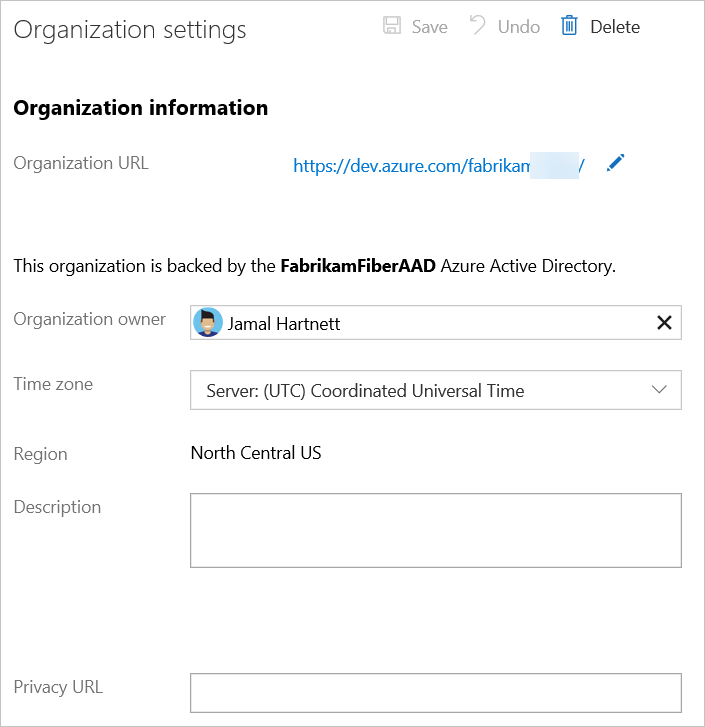 Organization settings
Save Undo Delete
Organization information
Organization URL https://dev.azure.com/fabrikam /
This organization is backed by the FabrikamFiberAAD Azure Active Directory.
Organization owner Jamal Hartnett
Time zone Server: (UTC) Coordinated Universal Time
Region North Central US
Description
Privacy URL